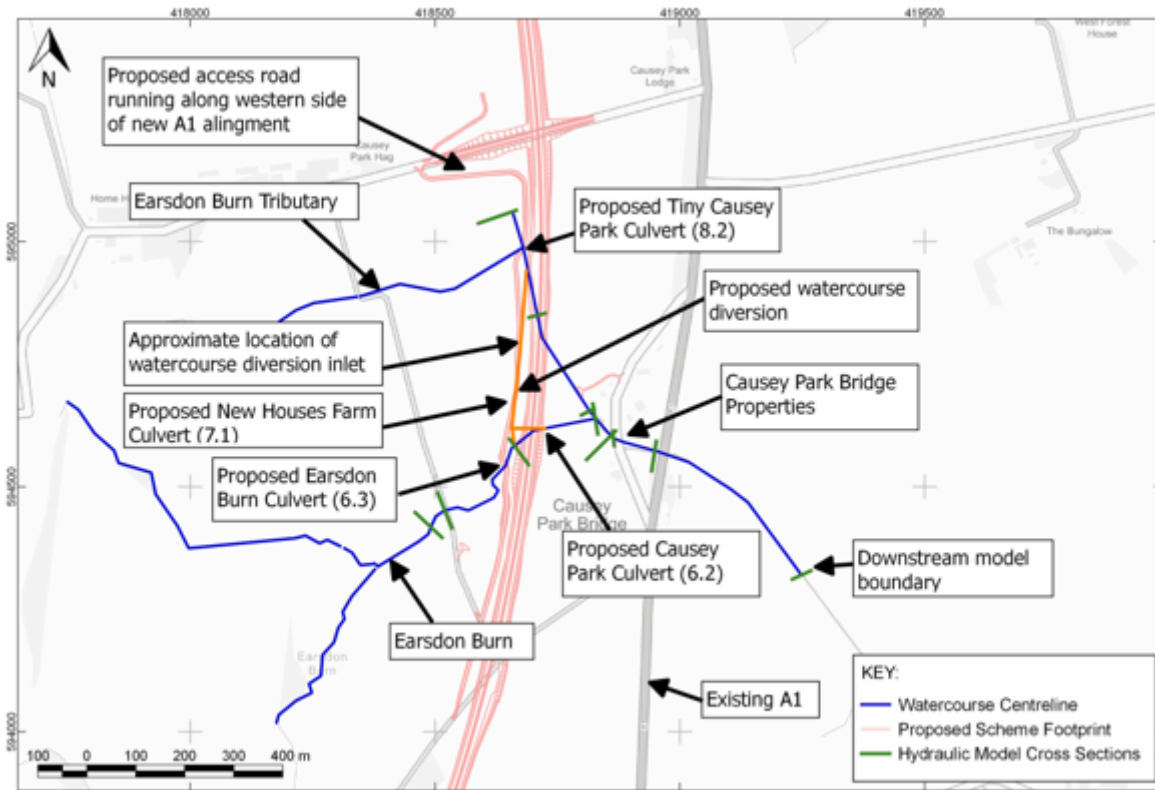 418000
418500
419000
419500
West Forest
House
Causey Park
Lodge
N
Proposed access road
running along western side
of new A1 alingment
Causey
Park Hag
Home H
Earsdon Burn Tributary
Proposed Tiny Causey
Park Culvert (8.2)
595000
The Bungalow
Proposed watercourse
diversion
Approximate location of
watercourse diversion inlet
Causey Park Bridge
Properties
Proposed New Houses Farm
Culvert (7.1)
Proposed Earsdon
Burn Culvert (6.3)
594500
Causey
Park Bridge
Proposed Causey
Park Culvert (6.2)
Downstream model
boundary
Earsdon Burn
Earsdon
Burn
Existing A1
594000
KEY:
Watercourse Centreline
Proposed Scheme Footprint
Hydraulic Model Cross Sections
100 0 100 200 300 400 m